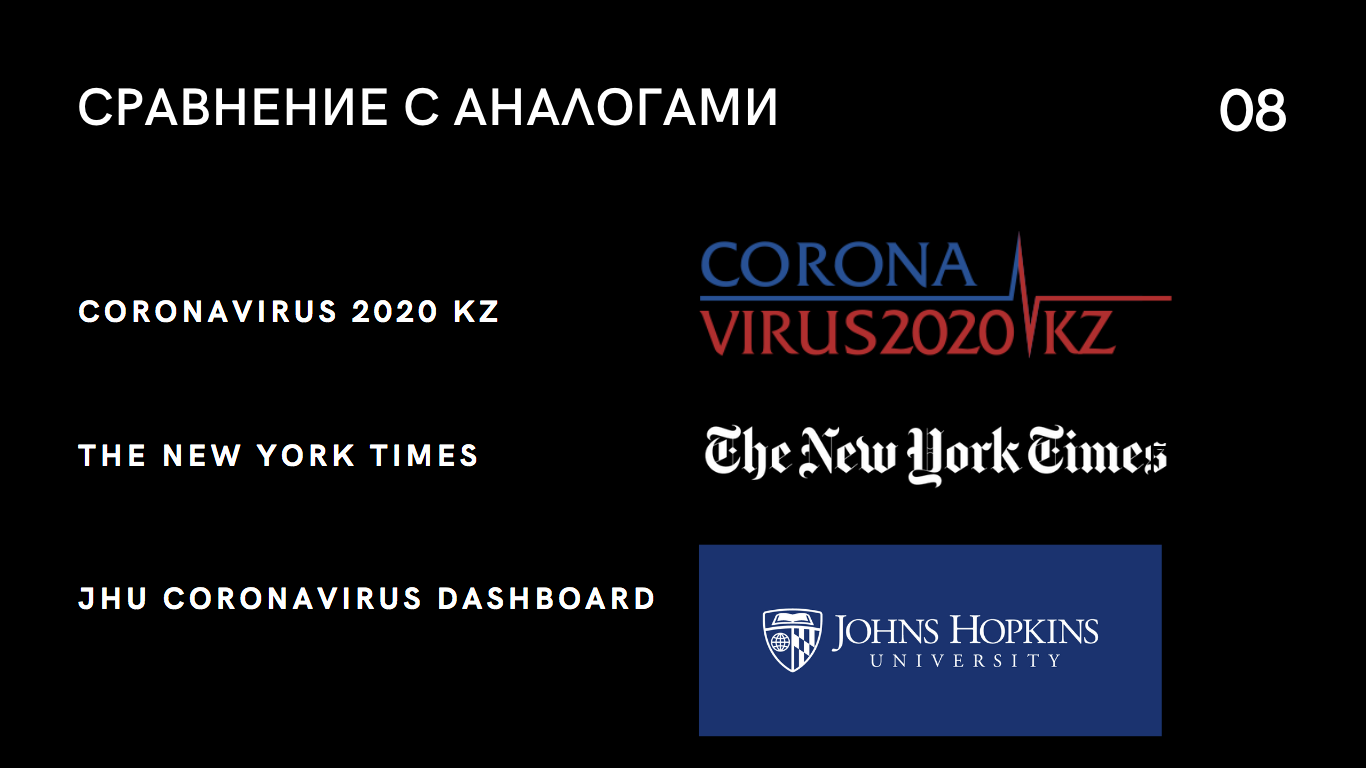 СРАВНЕНИЕ С АНАЛОГАМИ
08
CORONAVIRUS 2020 KZ
CORONA
VIRUS2020 KZ
THE NEW YORK TIMES
The New York Times
JHU CORONAVIRUS DASHBOARD
JOHNS HOPKINS
UNIVERSITY